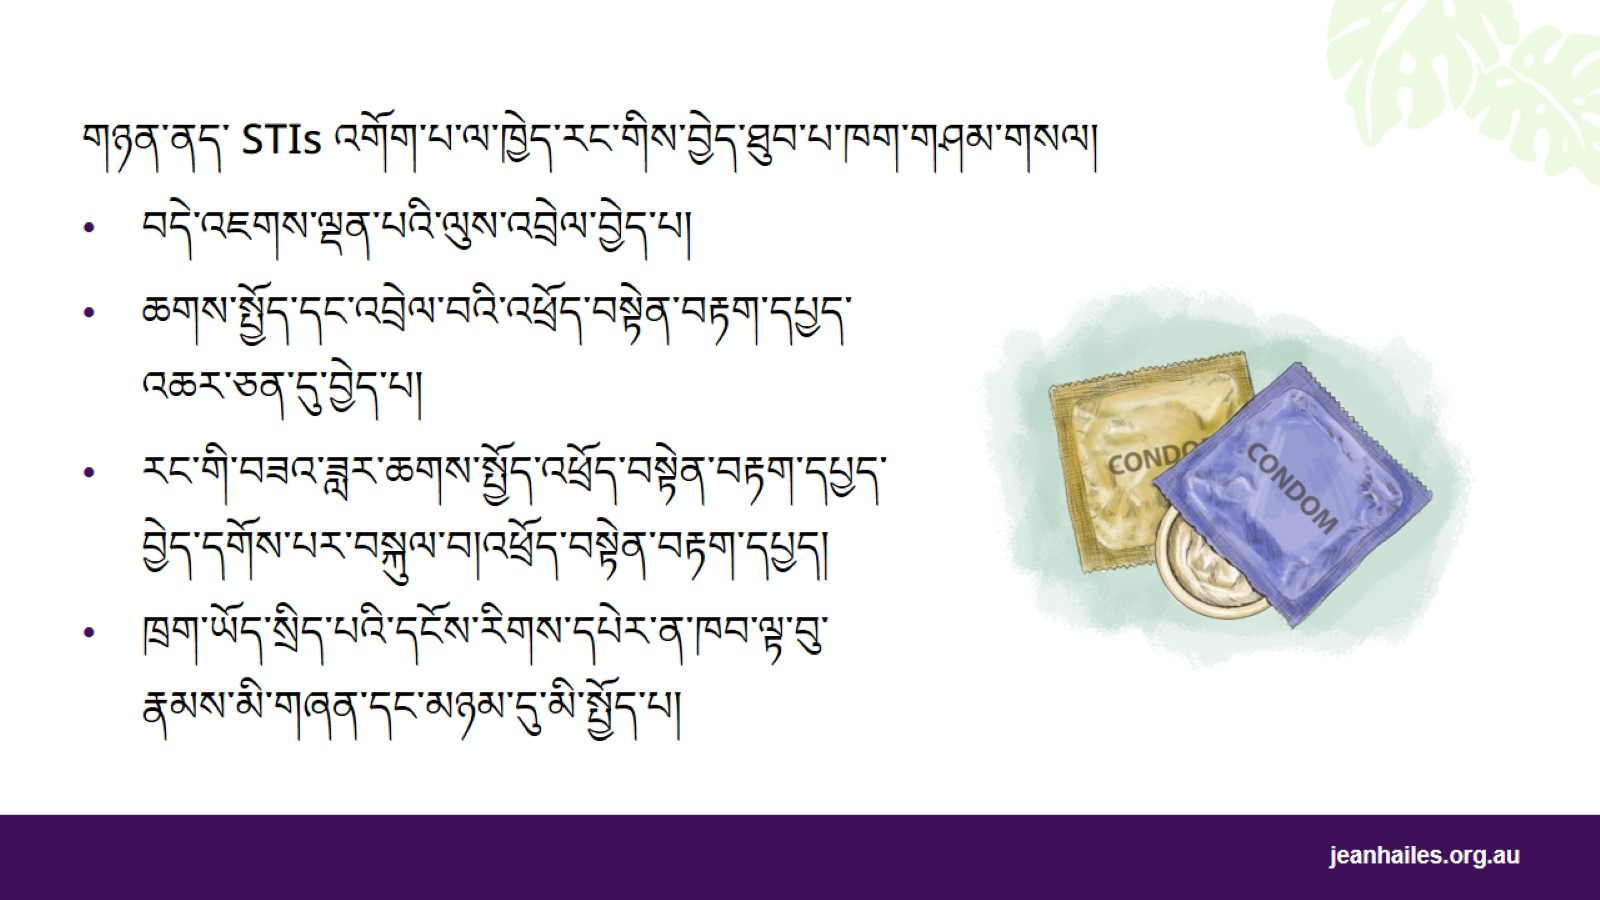 གཉན་ནད་ STIs འགོག་པ་ལ་ཁྱེད་རང་གིས་བྱེད་ཐུབ་པ་ཁག་གཤམ་གསལ།
• བདེ་འཇགས་ལྡན་པའི་ལུས་འབྲེལ་བྱེད་པ།
• ཆགས་སྤྱོད་དང་འབྲེལ་བའི་འཕྲོད་བསྟེན་བརྟག་དཔྱད་
འཆར་ཅན་དུ་བྱེད་པ།
• རང་གི་བཟའ་ཟླར་ཆགས་སྤྱོད་འཕྲོད་བསྟེན་བརྟག་དཔྱད་
བྱེད་དགོས་པར་བསྐུལ་བ།འཕྲོད་བསྟེན་བརྟག་དཔྱད།
• ཁྲག་ཡོད་སྲིད་པའི་དངོས་རིགས་དཔེར་ན་ཁབ་ལྟ་བུ་
རྣམས་མི་གཞན་དང་མཉམ་དུ་མི་སྤྱོད་པ།
CONDO
CONDOM
jeanhailes.org.au